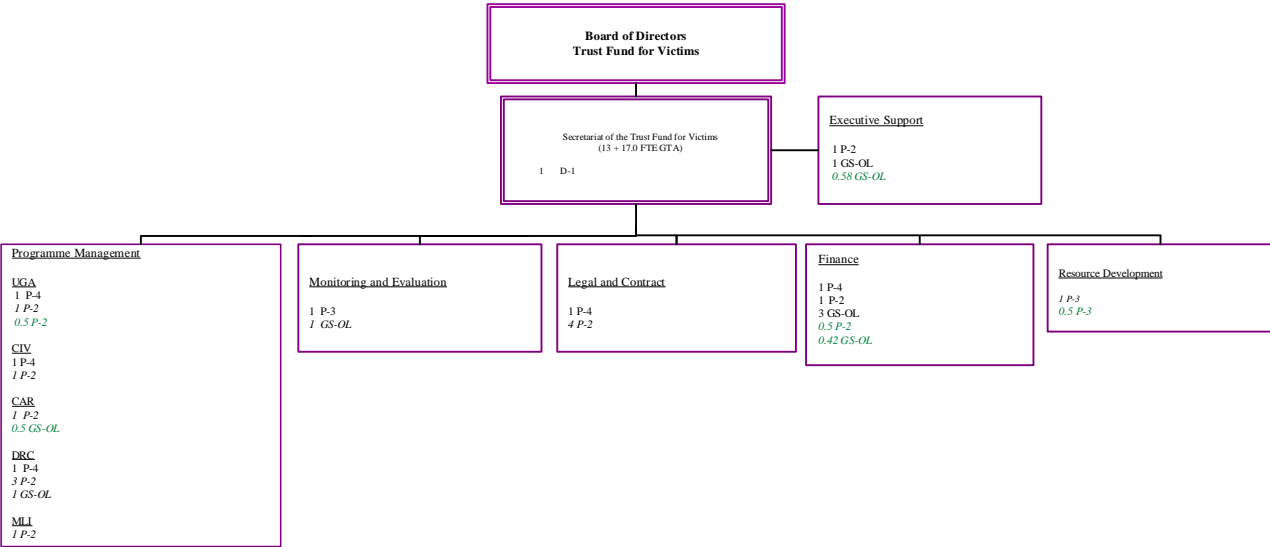 Board of Directors
Trust Fund for Victims
Secretariat of the Trust Fund for Victims
(13 + 17.0 FTE GTA)
1 D-1
Executive Support
1 P-2
1 GS-OL
0.58 GS-OL
Programme Management
UGA
1 P-4
1 P-2
0.5 P-2
CIV
1 P-4
1 P-2
CAR
1 P-2
0.5 GS-OL
DRC
1 P-4
3 P-2
1 GS-OL
MLI
1 P-2
Monitoring and Evaluation
1 P-3
1 GS-OL
Legal and Contract
1 P-4
4 P-2
Finance
1 P-4
1 P-2
3 GS-OL
0.5 P-2
0.42 GS-OL
Resource Development
1 P-3
0.5 P-3